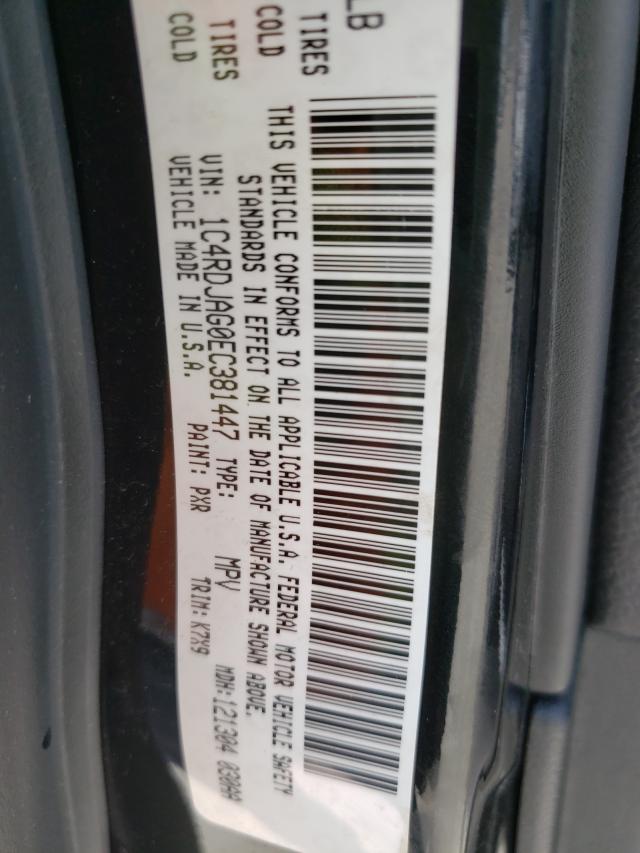 LB
TIRES
COLD
TIRES
COLD
THIS VEHICLE CONFORMS TO ALL APPLICABLE U.S.A. FEDERAL MOTOR VEHICLE SAFETY
STANDARDS IN EFFECT ON THE DATE OF MANUFACTURE SHOWN ABOVE.
VIN: 1C4RDJAG0EC381447 TYPE: MPV
VEHICLE MADE IN U.S.A. PAINT: PXR TRIM: K7X9 MDH:121304 030AA